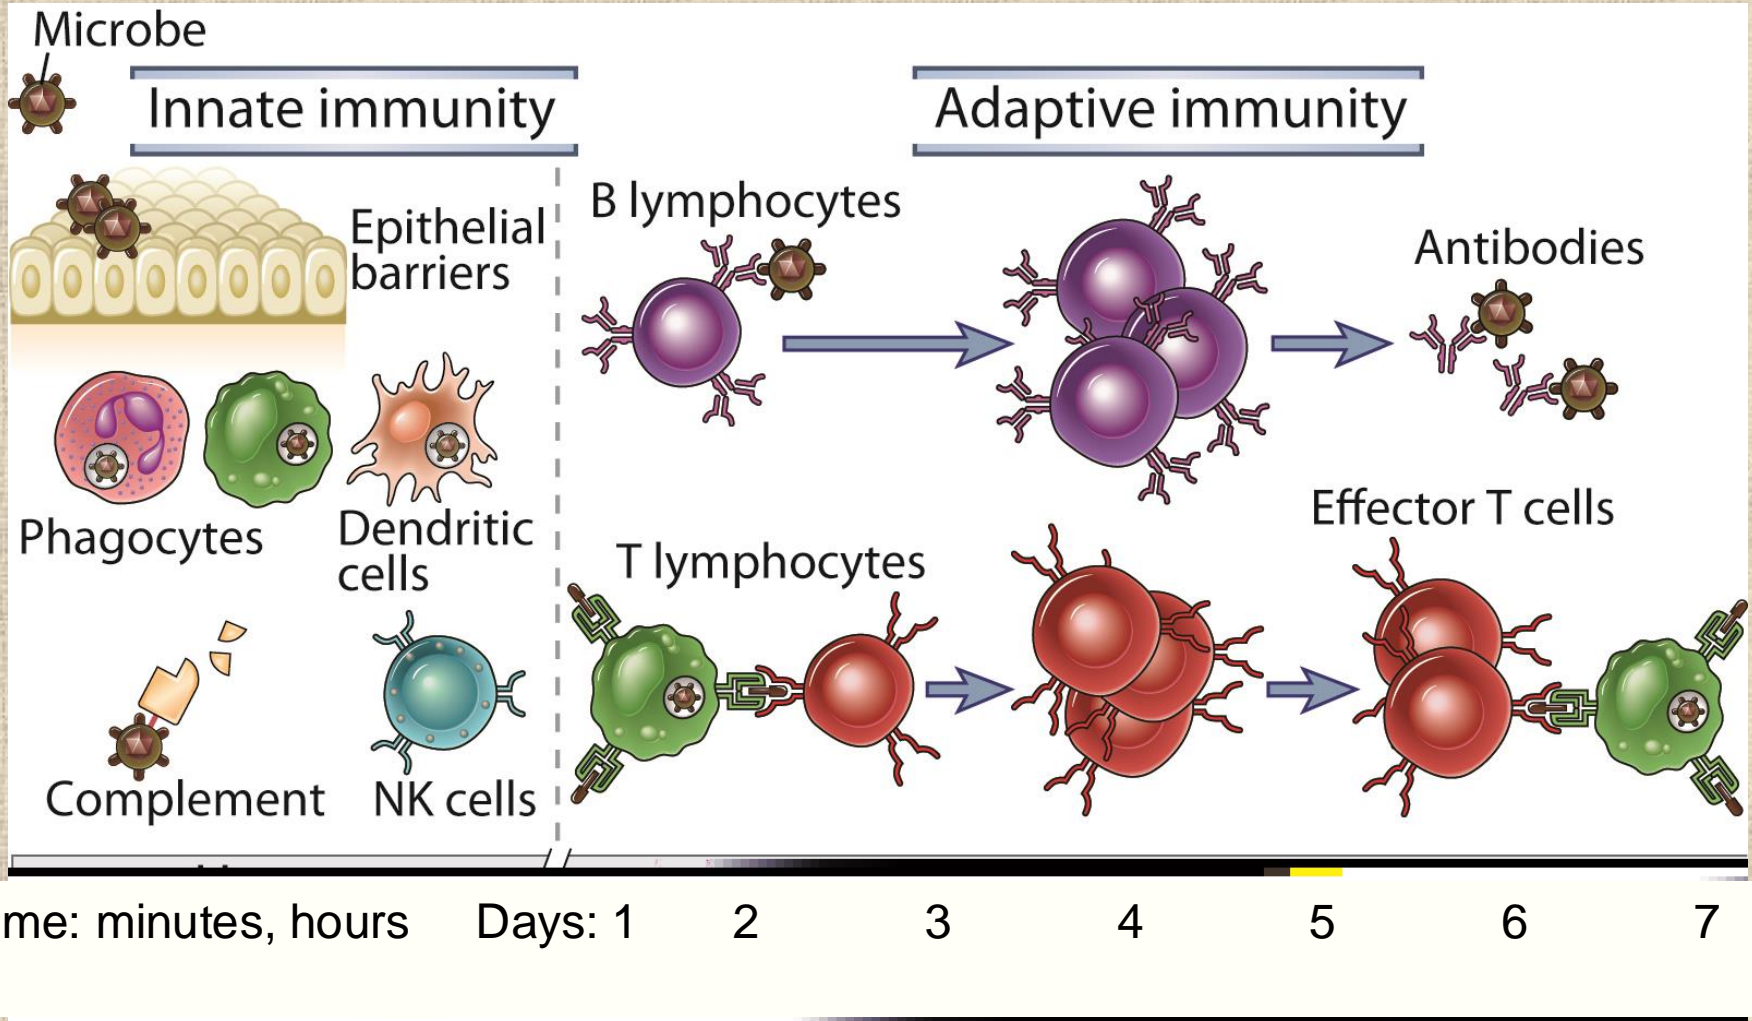 Microbe
Innate immunity
Adaptive immunity
Epithelial
barriers
Phagocytes
Dendritic
cells
Complement
NK cells
B lymphocytes
Antibodies
T lymphocytes
Effector T cells
me: minutes, hours Days: 1 2 3 4 5 6 7